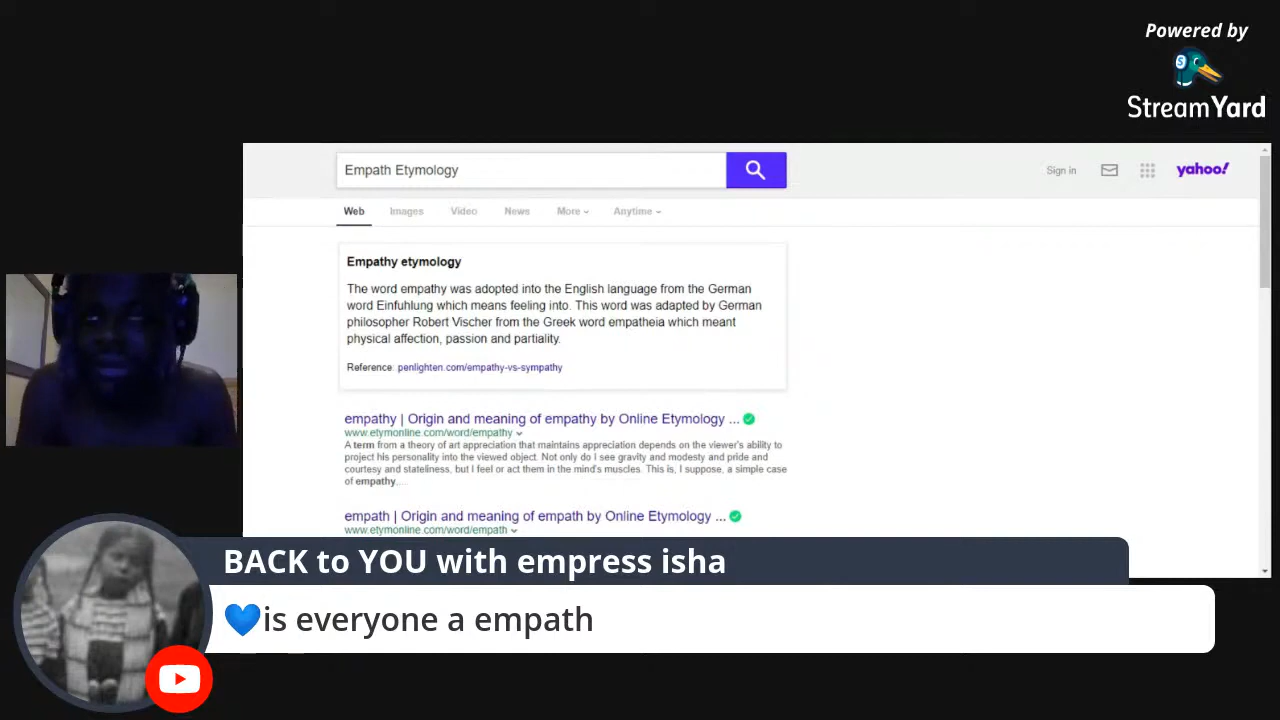 Powered by
StreamYard
Empath Etymology
Sign in
yahoo!
Web Images Video News More Anytime
Empathy etymology
The word empathy was adopted into the English language from the German
word Einfuhlung which means feeling into. This word was adapted by German
philosopher Robert Vischer from the Greek word empatheia which meant
physical affection, passion and partiality.
Reference: penlighten.com/empathy-vs-sympathy
empathy | Origin and meaning of empathy by Online Etymology ...
www.etymonline.com/word/empathy
A term from a theory of art appreciation that maintains appreciation depends on the viewer's ability to
project his personality into the viewed object. Not only do I see gravity and modesty and pride and
courtesy and stateliness, but I feel or act them in the mind's muscles. This is, I suppose, a simple case
of empathy....
empath | Origin and meaning of empath by Online Etymology ...
www.etymonline.com/word/empath
BACK to YOU with empress isha
💙is everyone a empath